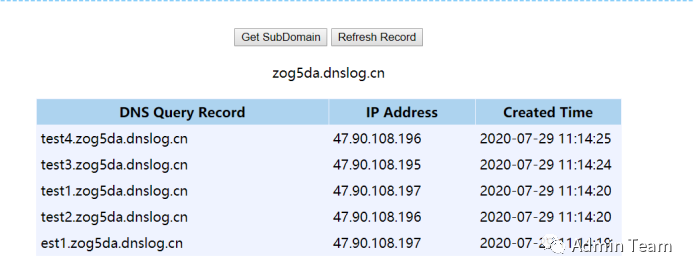 Get SubDomain Refresh Record
zog5da.dnslog.cn
DNS Query Record IP Address Created Time
test4.zog5da.dnslog.cn 47.90.108.196 2020-07-29 11:14:25
test3.zog5da.dnslog.cn 47.90.108.195 2020-07-29 11:14:24
test1.zog5da.dnslog.cn 47.90.108.197 2020-07-29 11:14:20
test2.zog5da.dnslog.cn 47.90.108.196 2020-07-29 11:14:20
est1.zog5da.dnslog.cn 47.90.108.197 2020-07-29 11:14:19
Admin Team